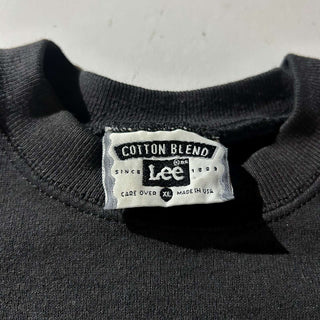 COTTON BLEND
SINCE Lee 1889
CARE OVER XL MADE IN USA